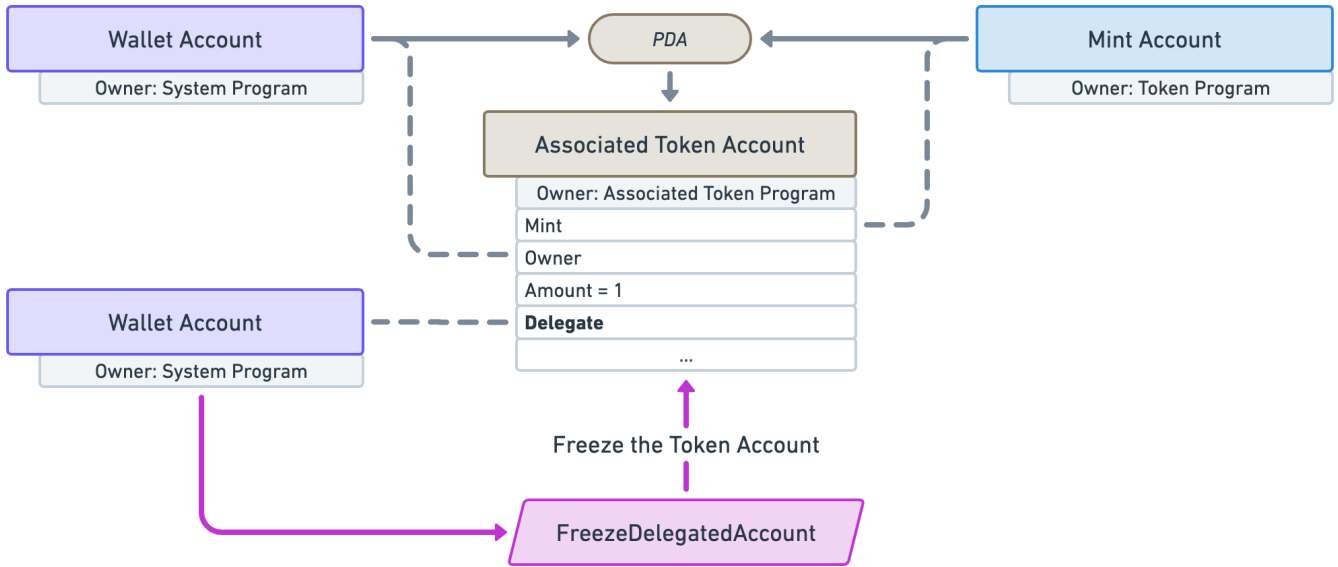 Wallet Account
PDA
Mint Account
Owner: System Program
Owner: Token Program
Associated Token Account
Owner: Associated Token Program
Mint
Owner
Amount = 1
Wallet Account
Delegate
Owner: System Program
...
Freeze the Token Account
FreezeDelegatedAccount